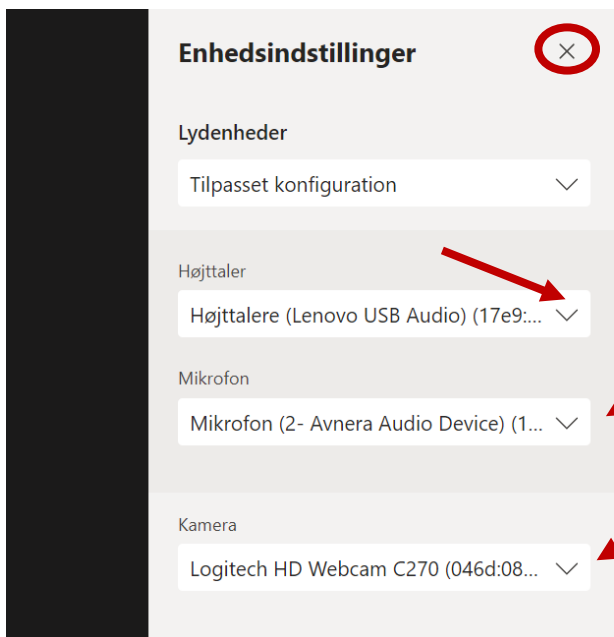 Enhedsindstillinger
Lydenheder
Tilpasset konfiguration
Højttaler
Højttalere (Lenovo USB Audio) (17e9:...
Mikrofon
Mikrofon (2- Avnera Audio Device) (1...
Kamera
Logitech HD Webcam C270 (046d:08...